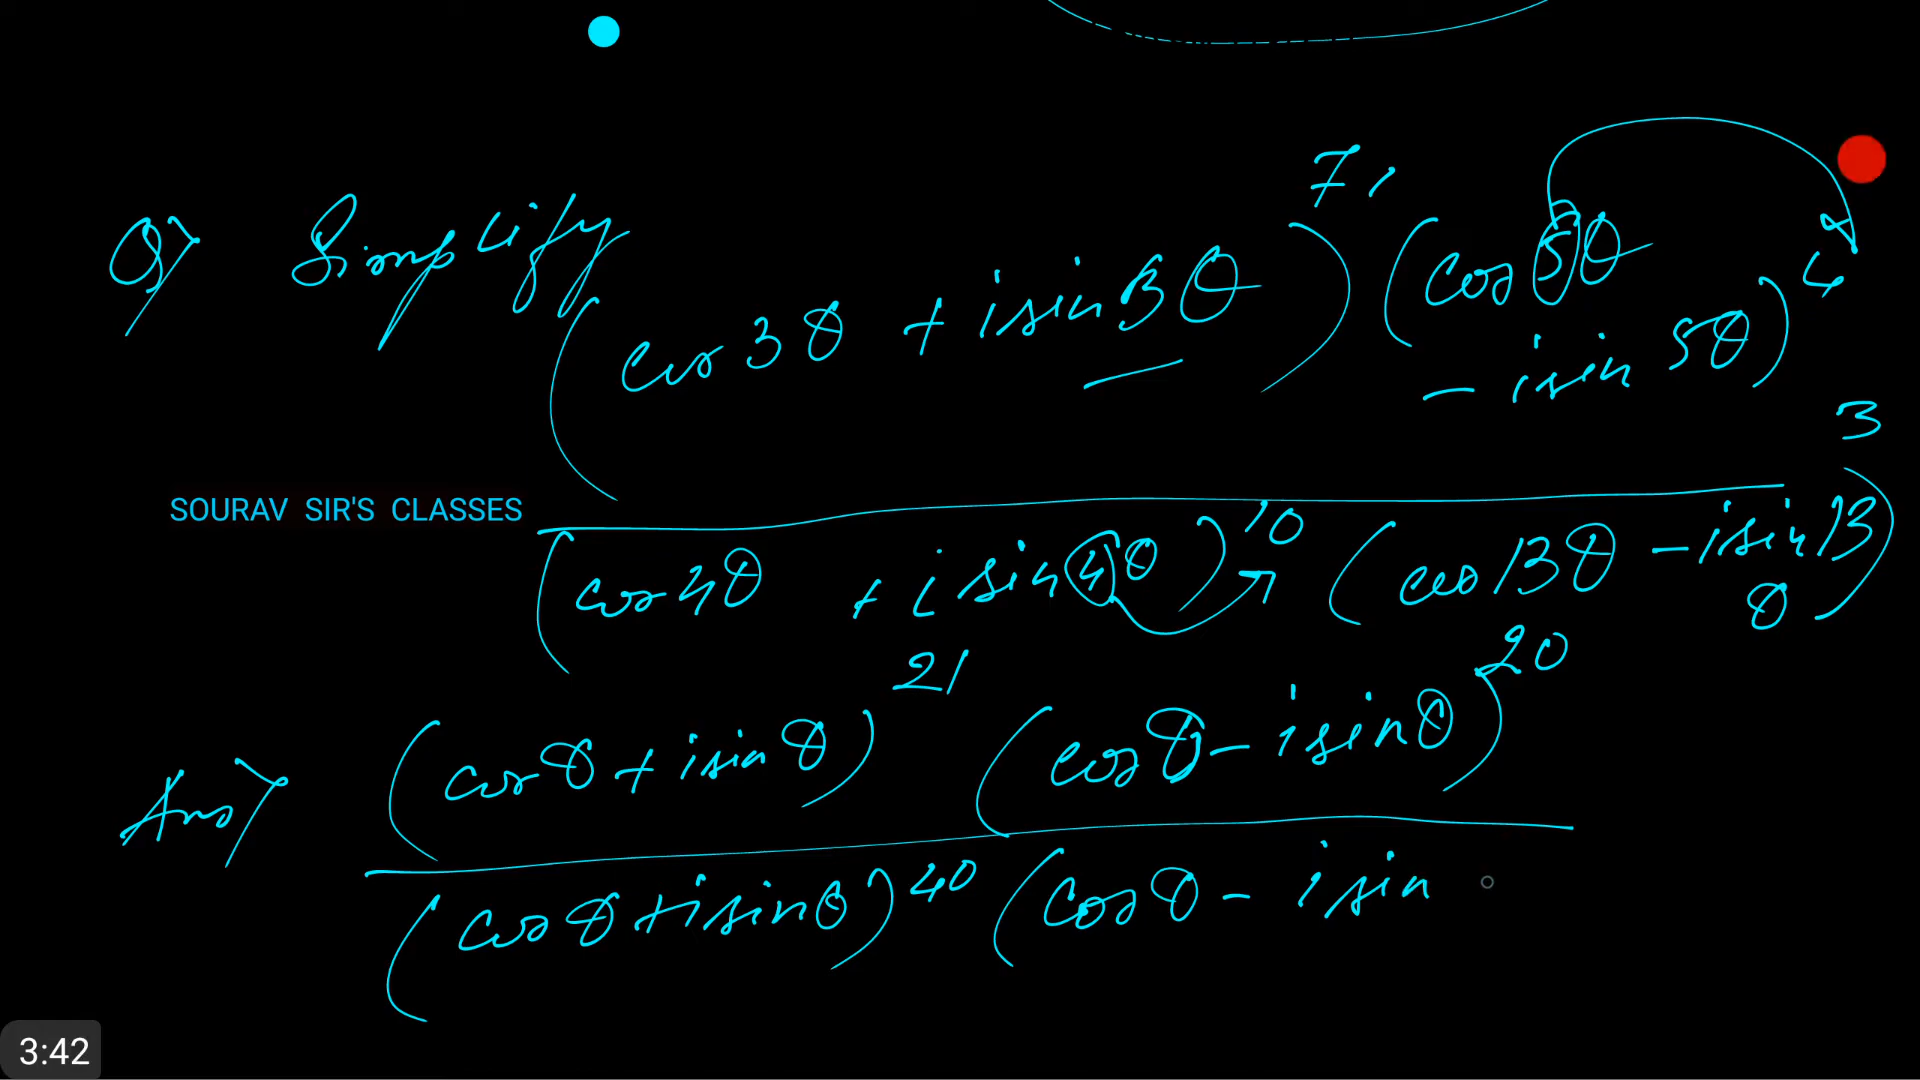 Q) Simplify
(cos 3θ + i sin 3θ)^7 (cos 5θ
− i sin 5θ)^4
SOURAV SIR'S CLASSES
(cos 4θ + i sin 4θ)^10 (cos 13θ − i sin 13
θ)^3
Ans) (cos θ + i sin θ)^21 (cos θ − i sin θ)^20
(cos θ + i sin θ)^40 (cos θ − i sin
3:42